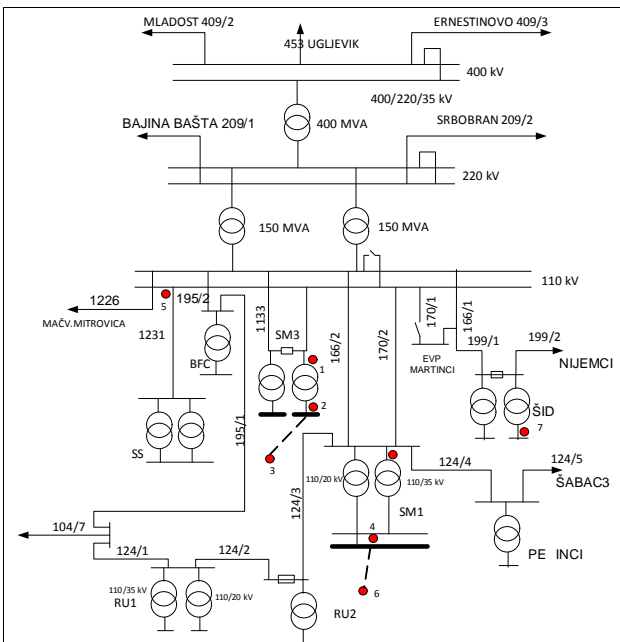 MLADOST 409/2
ERNESTINOVO 409/3
453 UGLJEVIK
400 kV
400/220/35 kV
400 MVA
BAJINA BAŠTA 209/1
SRBOBRAN 209/2
220 kV
150 MVA
150 MVA
110 kV
1226
MAČV.MITROVICA
5
195/2
1231
BFC
1133
SM3
1
2
3
166/2
170/2
170/1
166/1
EVP
MARTINCI
199/1
199/2
NIJEMCI
ŠID
7
SS
195/1
124/3
110/20 kV
110/35 kV
SM1
124/4
124/5
ŠABAC3
PE INCI
4
6
104/7
124/1
124/2
110/35 kV
110/20 kV
RU1
RU2